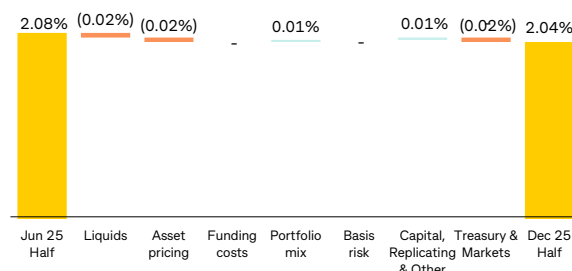 2.08% (0.02%) (0.02%) - 0.01% - 0.01% (0.02%) 2.04%
Jun 25 Liquids Asset Funding Portfolio Basis Capital, Treasury & Dec 25
Half pricing costs mix risk Replicating Markets Half
& Other